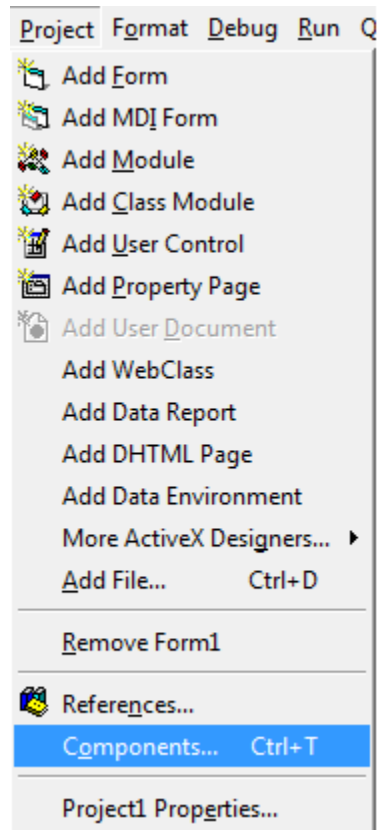 Project Format Debug Run Q
Add Form
Add MDI Form
Add Module
Add Class Module
Add User Control
Add Property Page
Add User Document
Add WebClass
Add Data Report
Add DHTML Page
Add Data Environment
More ActiveX Designers...
Add File... Ctrl+D
Remove Form1
References...
Components... Ctrl+T
Project1 Properties...